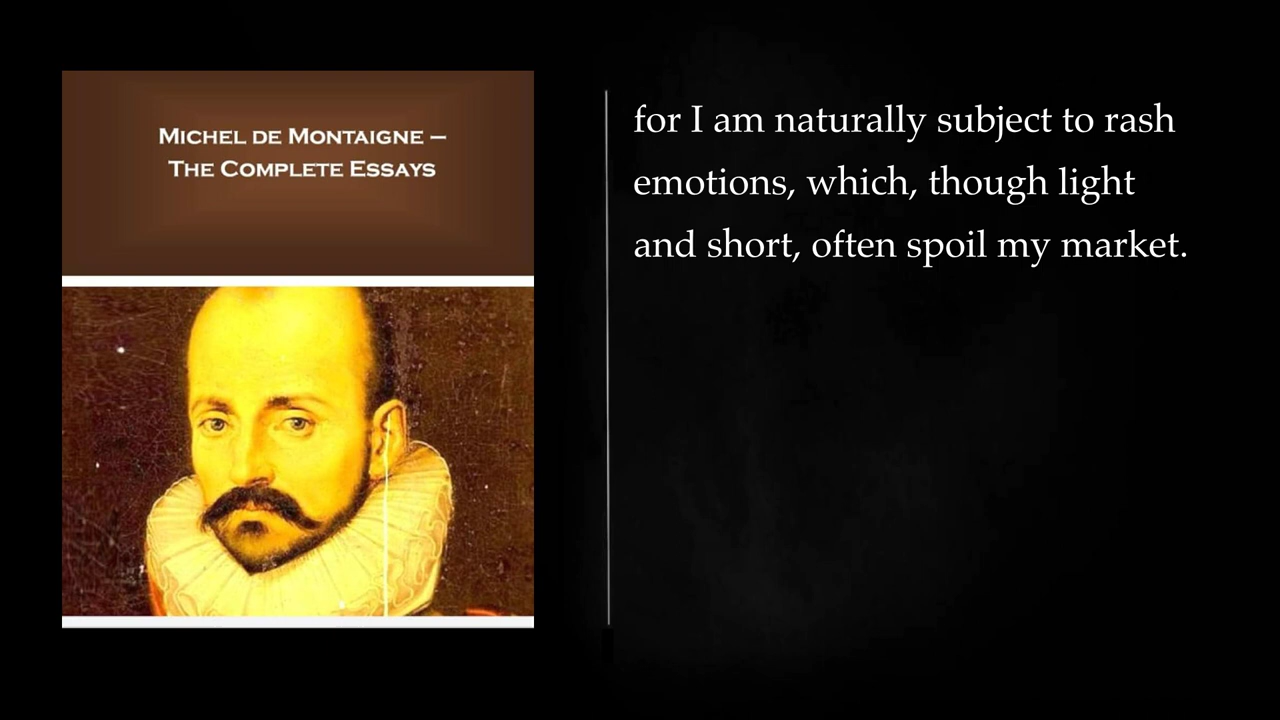 MICHEL DE MONTAIGNE –
THE COMPLETE ESSAYS
for I am naturally subject to rash
emotions, which, though light
and short, often spoil my market.